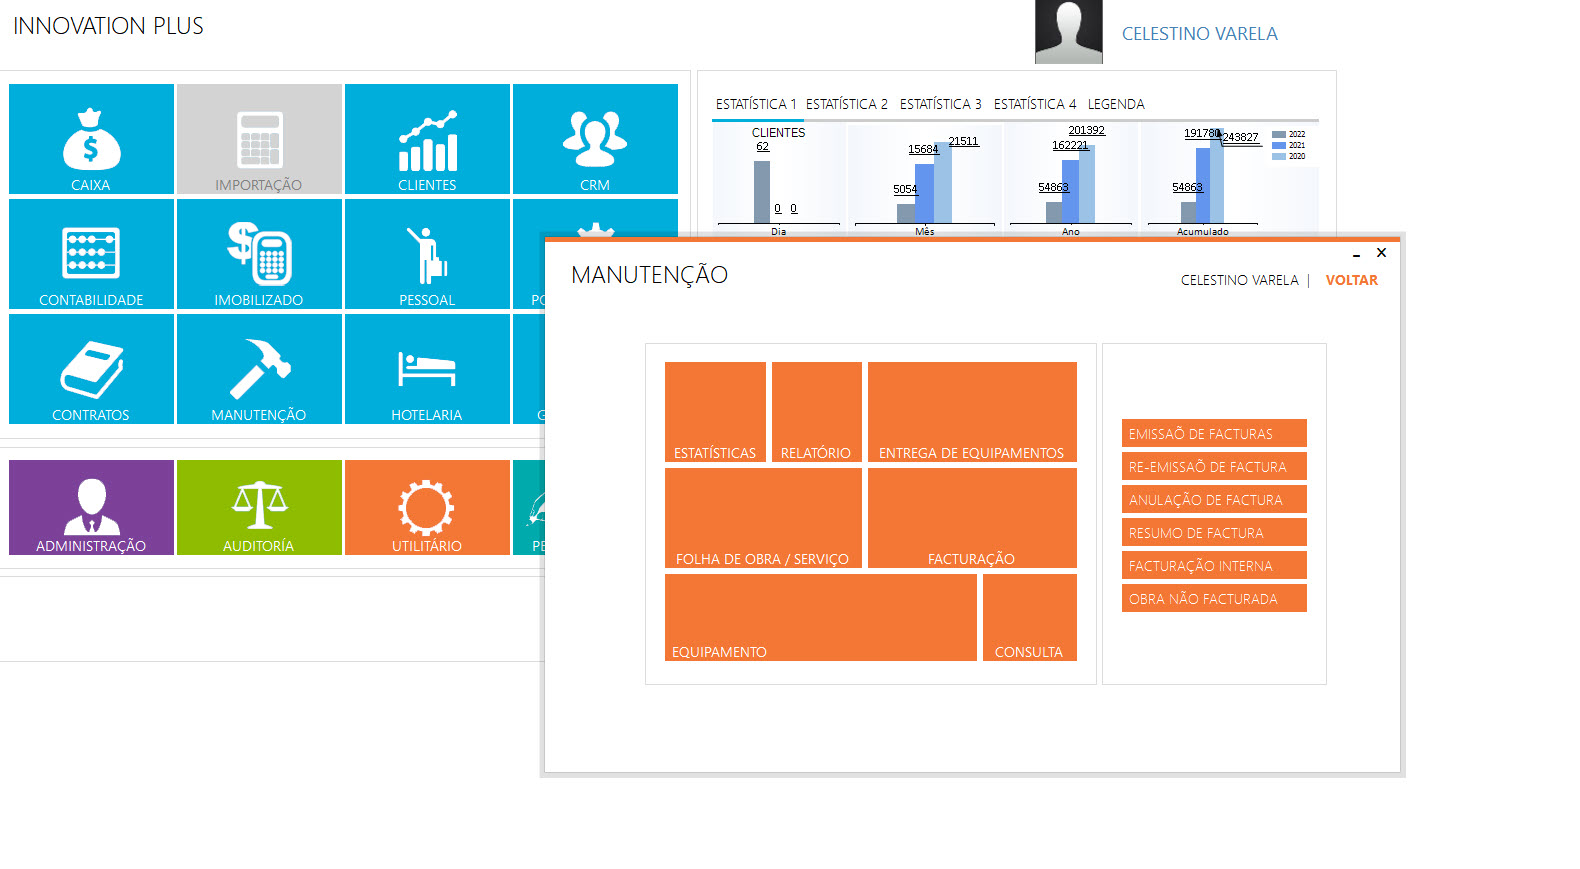 INNOVATION PLUS
CELESTINO VARELA
CAIXA
IMPORTAÇÃO
CLIENTES
CRM
CONTABILIDADE
IMOBILIZADO
PESSOAL
CONTRATOS
MANUTENÇÃO
HOTELARIA
ADMINISTRAÇÃO
AUDITORÍA
UTILITÁRIO
ESTATÍSTICA 1 ESTATÍSTICA 2 ESTATÍSTICA 3 ESTATÍSTICA 4 LEGENDA
CLIENTES
62
0 0
Dia
5054
15684
21511
Mês
54863
162221
201392
Ano
54863
191780
243827
Acumulado
2022
2021
2020
MANUTENÇÃO
CELESTINO VARELA | VOLTAR
ESTATÍSTICAS
RELATÓRIO
ENTREGA DE EQUIPAMENTOS
FOLHA DE OBRA / SERVIÇO
FACTURAÇÃO
EQUIPAMENTO
CONSULTA
EMISSAÕ DE FACTURAS
RE-EMISSAÕ DE FACTURA
ANULAÇÃO DE FACTURA
RESUMO DE FACTURA
FACTURAÇÃO INTERNA
OBRA NÃO FACTURADA